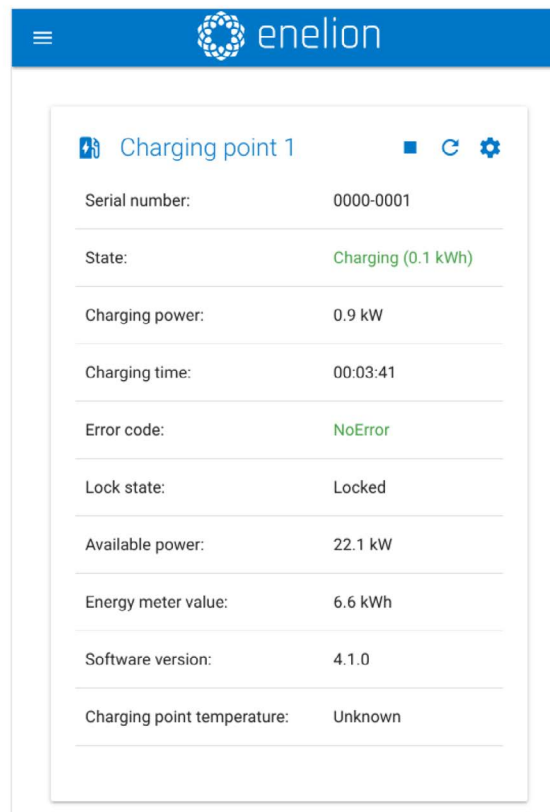 enelion
Charging point 1
Serial number: 0000-0001
State: Charging (0.1 kWh)
Charging power: 0.9 kW
Charging time: 00:03:41
Error code: NoError
Lock state: Locked
Available power: 22.1 kW
Energy meter value: 6.6 kWh
Software version: 4.1.0
Charging point temperature: Unknown